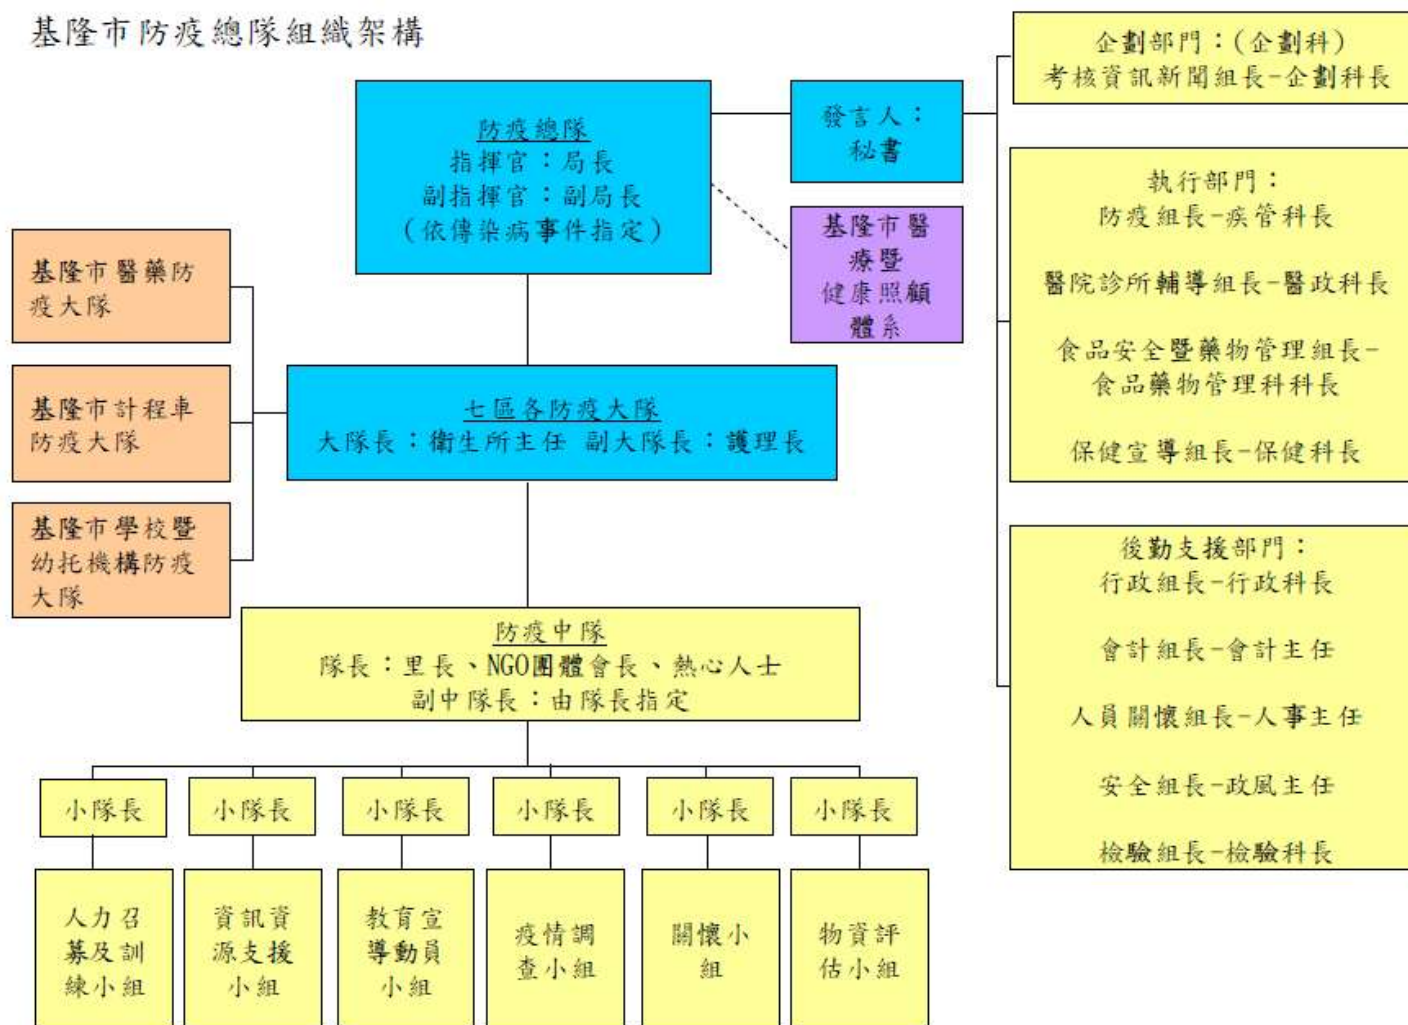 基隆市防疫總隊組織架構
防疫總隊
指揮官：局長
副指揮官：副局長
(依傳染病事件指定)
發言人：
秘書
基隆市醫
療暨
健康照顧
體系
企劃部門：(企劃科)
考核資訊新聞組長-企劃科長
執行部門：
防疫組長-疾管科長
醫院診所輔導組長-醫政科長
食品安全暨藥物管理組長-
食品藥物管理科科長
保健宣導組長-保健科長
後勤支援部門：
行政組長-行政科長
會計組長-會計主任
人員關懷組長-人事主任
安全組長-政風主任
檢驗組長-檢驗科長
基隆市醫藥防
疫大隊
基隆市計程車
防疫大隊
基隆市學校暨
幼托機構防疫
大隊
七區各防疫大隊
大隊長：衛生所主任 副大隊長：護理長
防疫中隊
隊長：里長、NGO團體會長、熱心人士
副中隊長：由隊長指定
小隊長
小隊長
小隊長
小隊長
小隊長
小隊長
人力召
募及訓
練小組
資訊資
源支援
小組
教育宣
導動員
小組
疫情調
查小組
關懷小
組
物資評
估小組